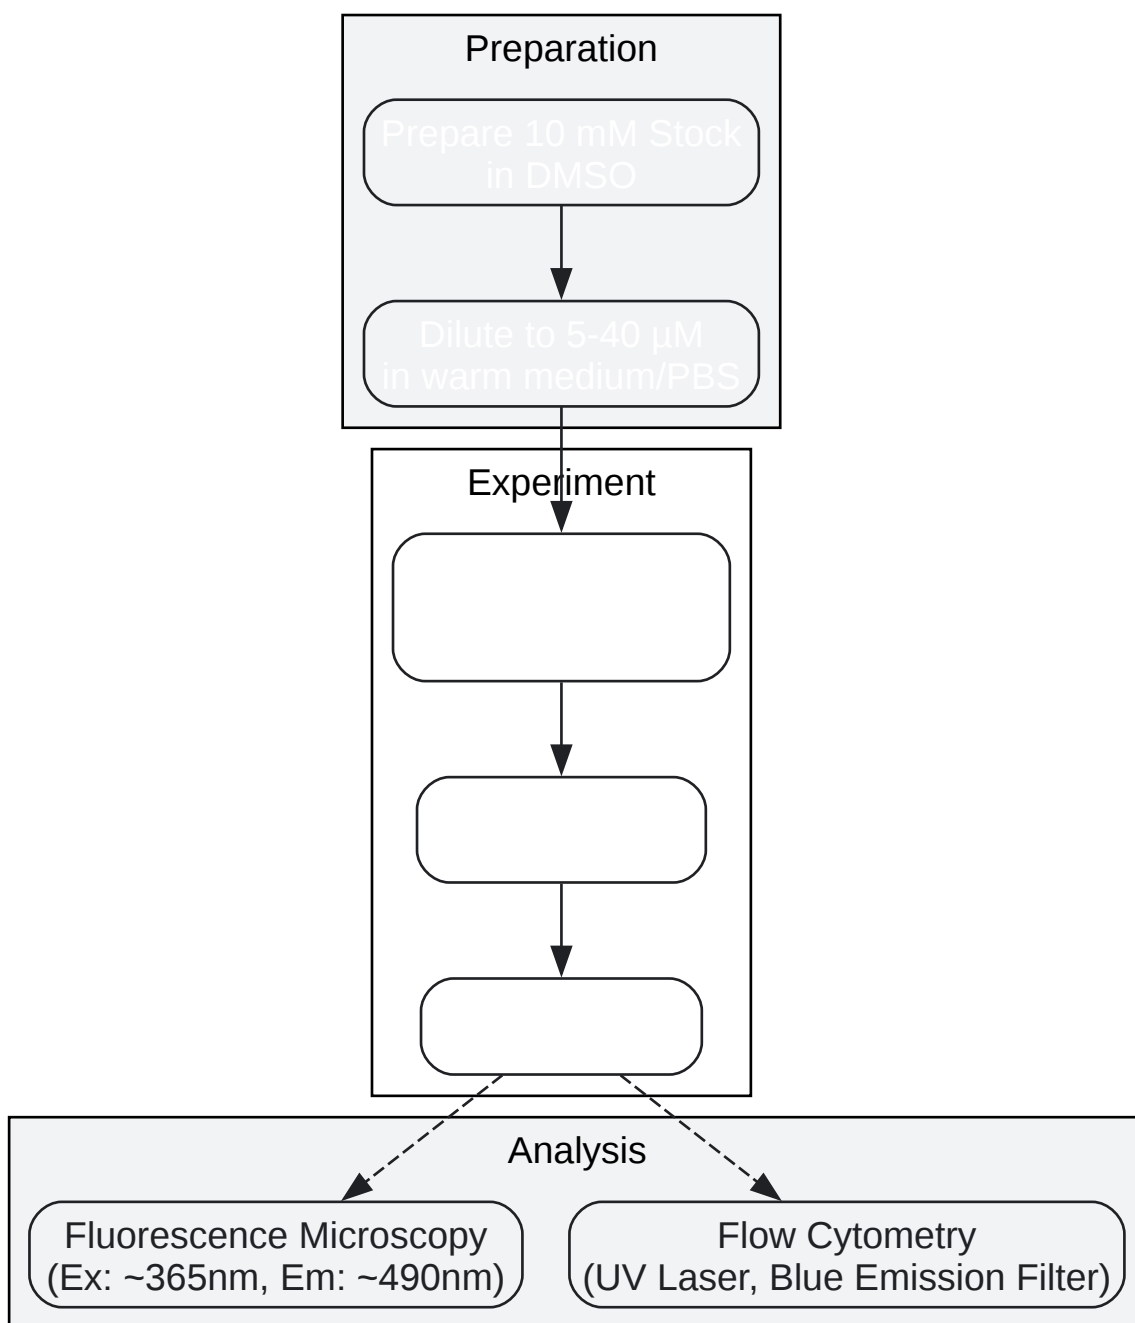 Preparation
Prepare 10 mM Stock
in DMSO
Dilute to 5-40 µM
in warm medium/PBS
Experiment
Analysis
Fluorescence Microscopy
(Ex: ~365nm, Em: ~490nm)
Flow Cytometry
(UV Laser, Blue Emission Filter)